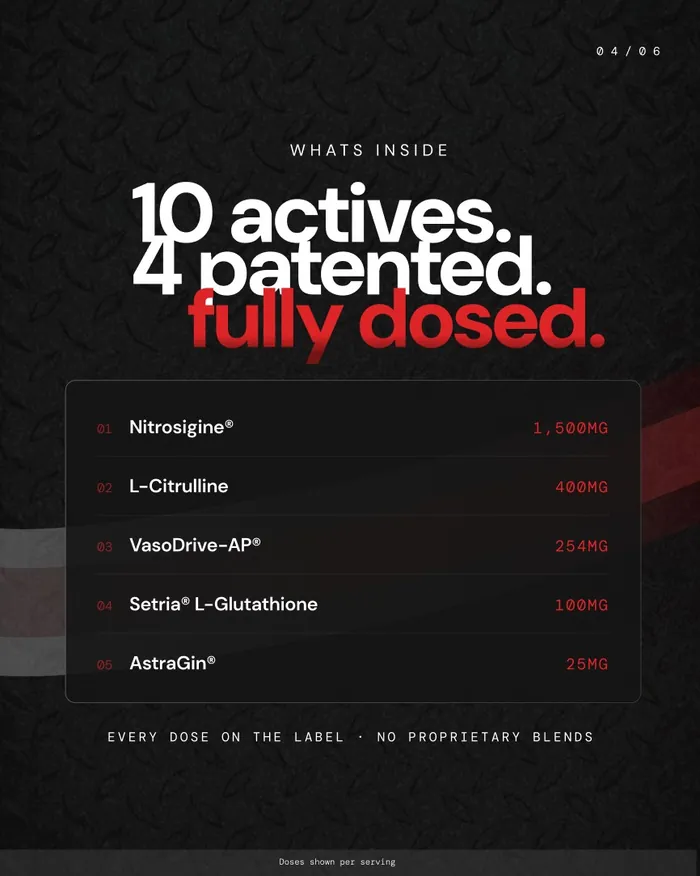 04/06
WHATS INSIDE
10 actives.
4 patented.
fully dosed.
01 Nitrosigine® 1,500MG
02 L-Citrulline 400MG
03 VasoDrive-AP® 254MG
04 Setria® L-Glutathione 100MG
05 AstraGin® 25MG
EVERY DOSE ON THE LABEL · NO PROPRIETARY BLENDS
Doses shown per serving